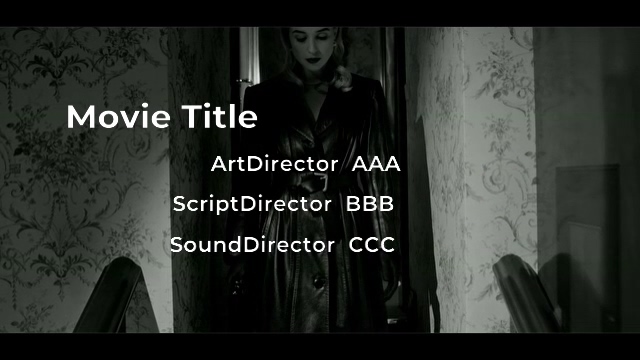 Movie Title
ArtDirector AAA
ScriptDirector BBB
SoundDirector CCC